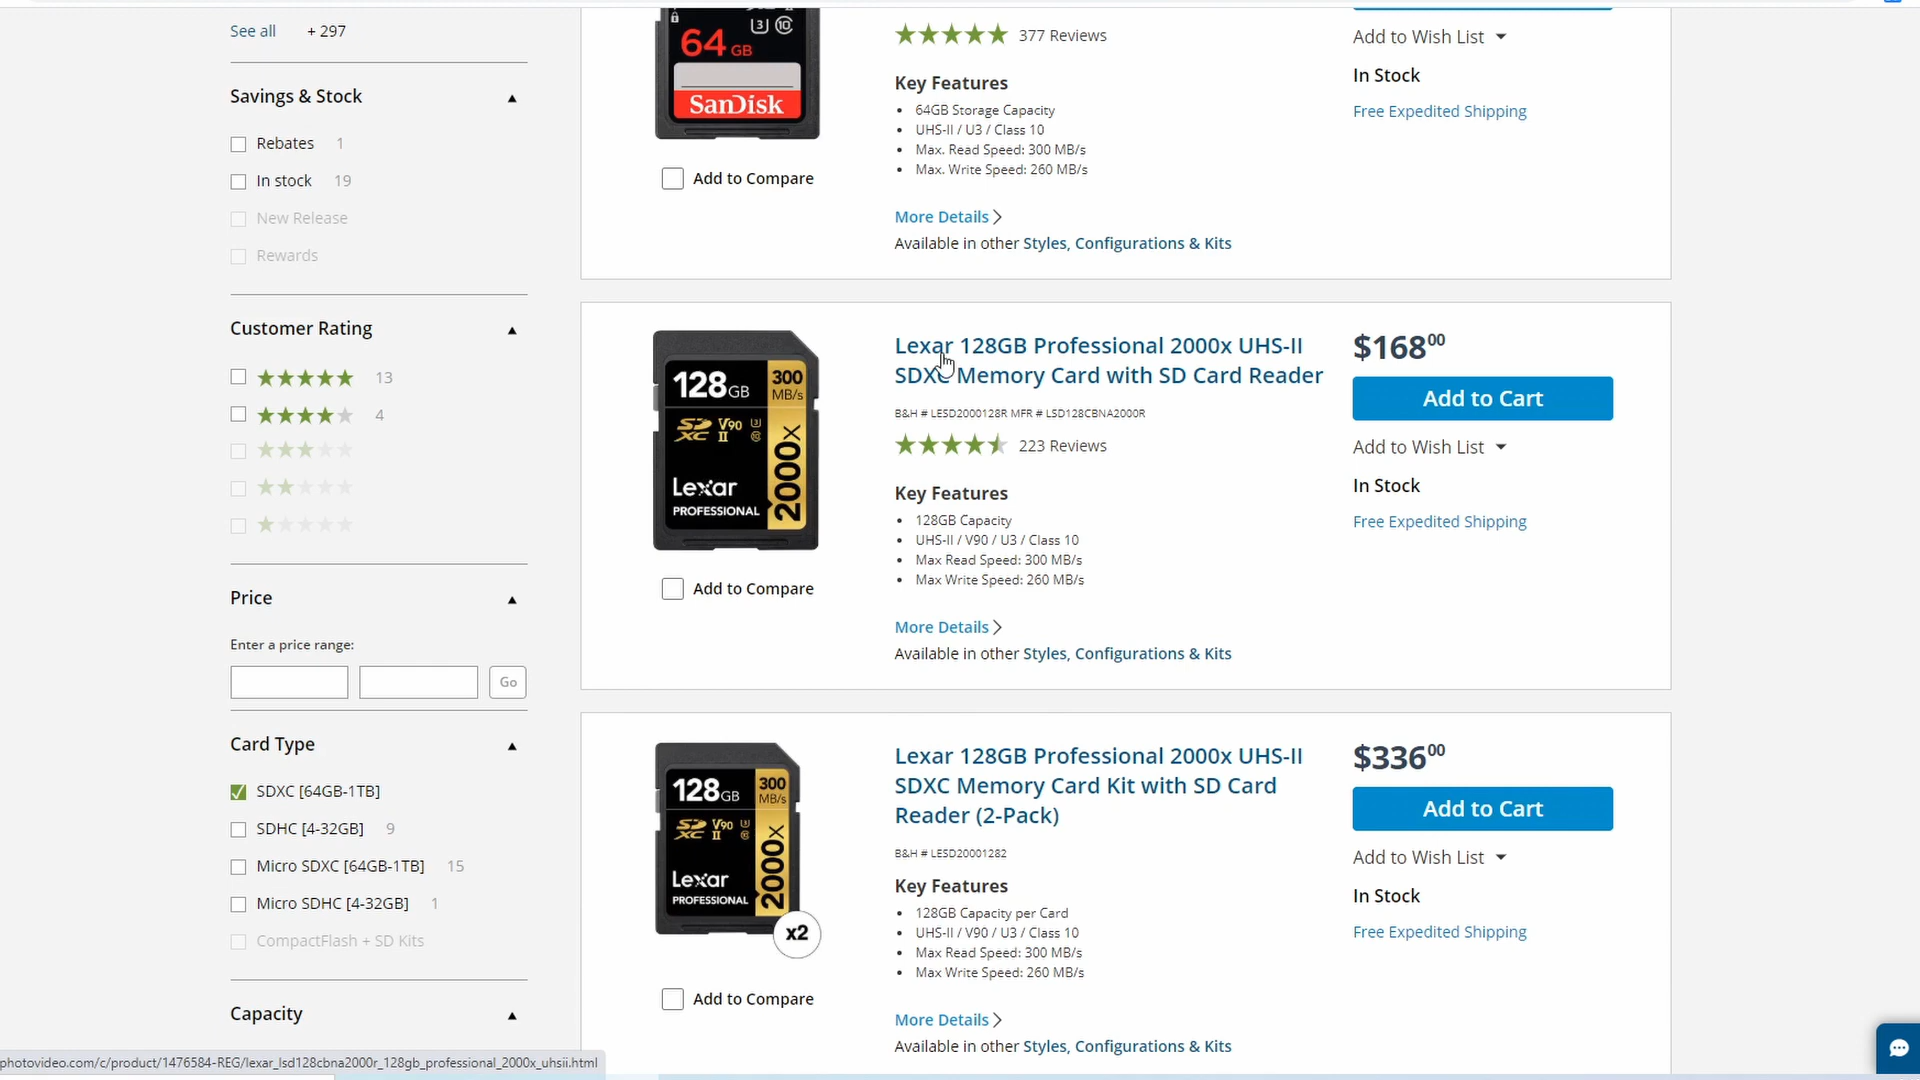 See all + 297
Savings & Stock
Rebates 1
In stock 19
New Release
Rewards
Customer Rating
13
4
Price
Enter a price range:
Go
Card Type
SDXC [64GB-1TB]
SDHC [4-32GB] 9
Micro SDXC [64GB-1TB] 15
Micro SDHC [4-32GB] 1
CompactFlash + SD Kits
Capacity
3 10
64 GB
SanDisk
Add to Compare
377 Reviews
Key Features
64GB Storage Capacity
UHS-II / U3 / Class 10
Max. Read Speed: 300 MB/s
Max. Write Speed: 260 MB/s
More Details
Available in other Styles, Configurations & Kits
Add to Wish List
In Stock
Free Expedited Shipping
128GB 300 MB/s
SDXC V90 II
Lexar
PROFESSIONAL
2000x
Add to Compare
Lexar 128GB Professional 2000x UHS-II
SDXC Memory Card with SD Card Reader
B&H # LESD2000128R MFR # LSD128CBNA2000R
223 Reviews
Key Features
128GB Capacity
UHS-II / V90 / U3 / Class 10
Max Read Speed: 300 MB/s
Max Write Speed: 260 MB/s
More Details
Available in other Styles, Configurations & Kits
$168.00
Add to Cart
Add to Wish List
In Stock
Free Expedited Shipping
128GB 300 MB/s
SDXC V90 II
Lexar
PROFESSIONAL
2000x
x2
Add to Compare
Lexar 128GB Professional 2000x UHS-II
SDXC Memory Card Kit with SD Card
Reader (2-Pack)
B&H # LESD20001282
Key Features
128GB Capacity per Card
UHS-II / V90 / U3 / Class 10
Max Read Speed: 300 MB/s
Max Write Speed: 260 MB/s
More Details
Available in other Styles, Configurations & Kits
$336.00
Add to Cart
Add to Wish List
In Stock
Free Expedited Shipping
photovideo.com/c/product/1476584-REG/lexar_lsd128cbna2000r_128gb_professional_2000x_uhsii.html